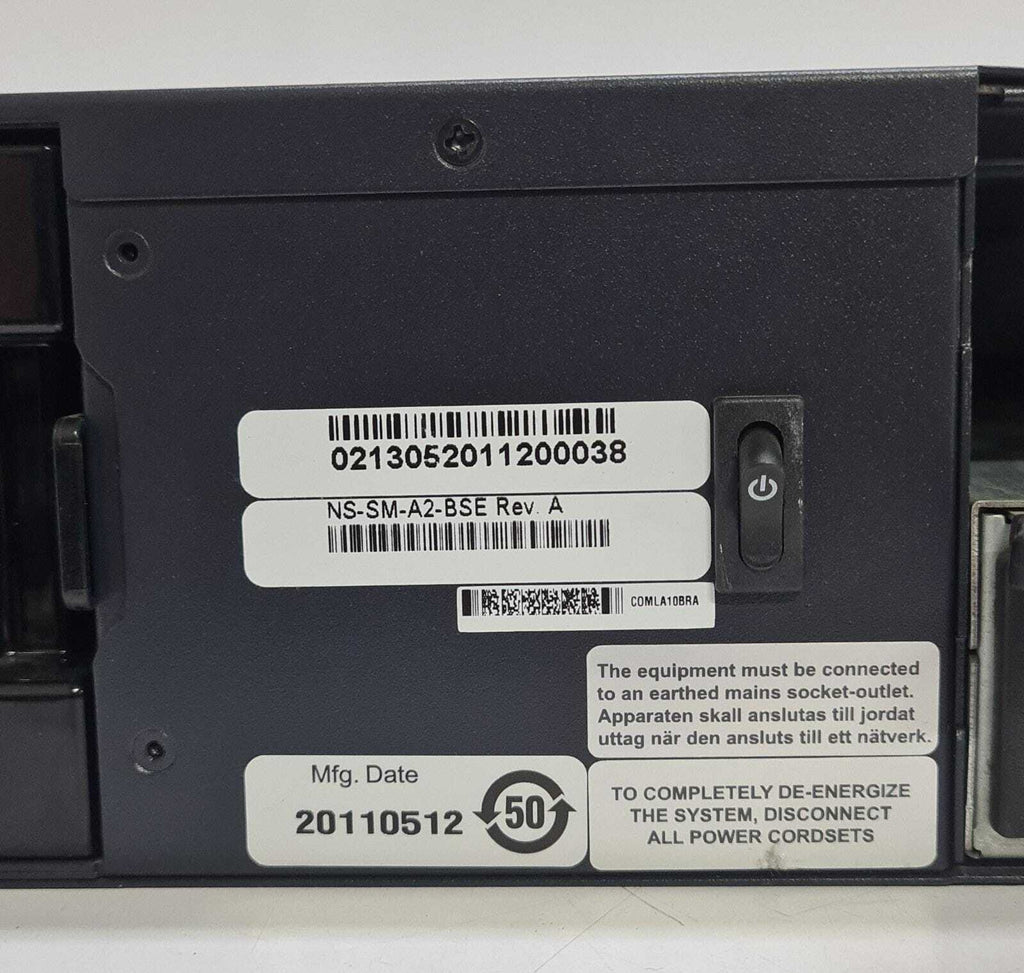 0213052011200038
NS-SM-A2-BSE Rev. A
COMLA10BRA
The equipment must be connected
to an earthed mains socket-outlet.
Apparaten skall anslutas till jordat
uttag när den ansluts till ett nätverk.
Mfg. Date
20110512
50
TO COMPLETELY DE-ENERGIZE
THE SYSTEM, DISCONNECT
ALL POWER CORDSETS